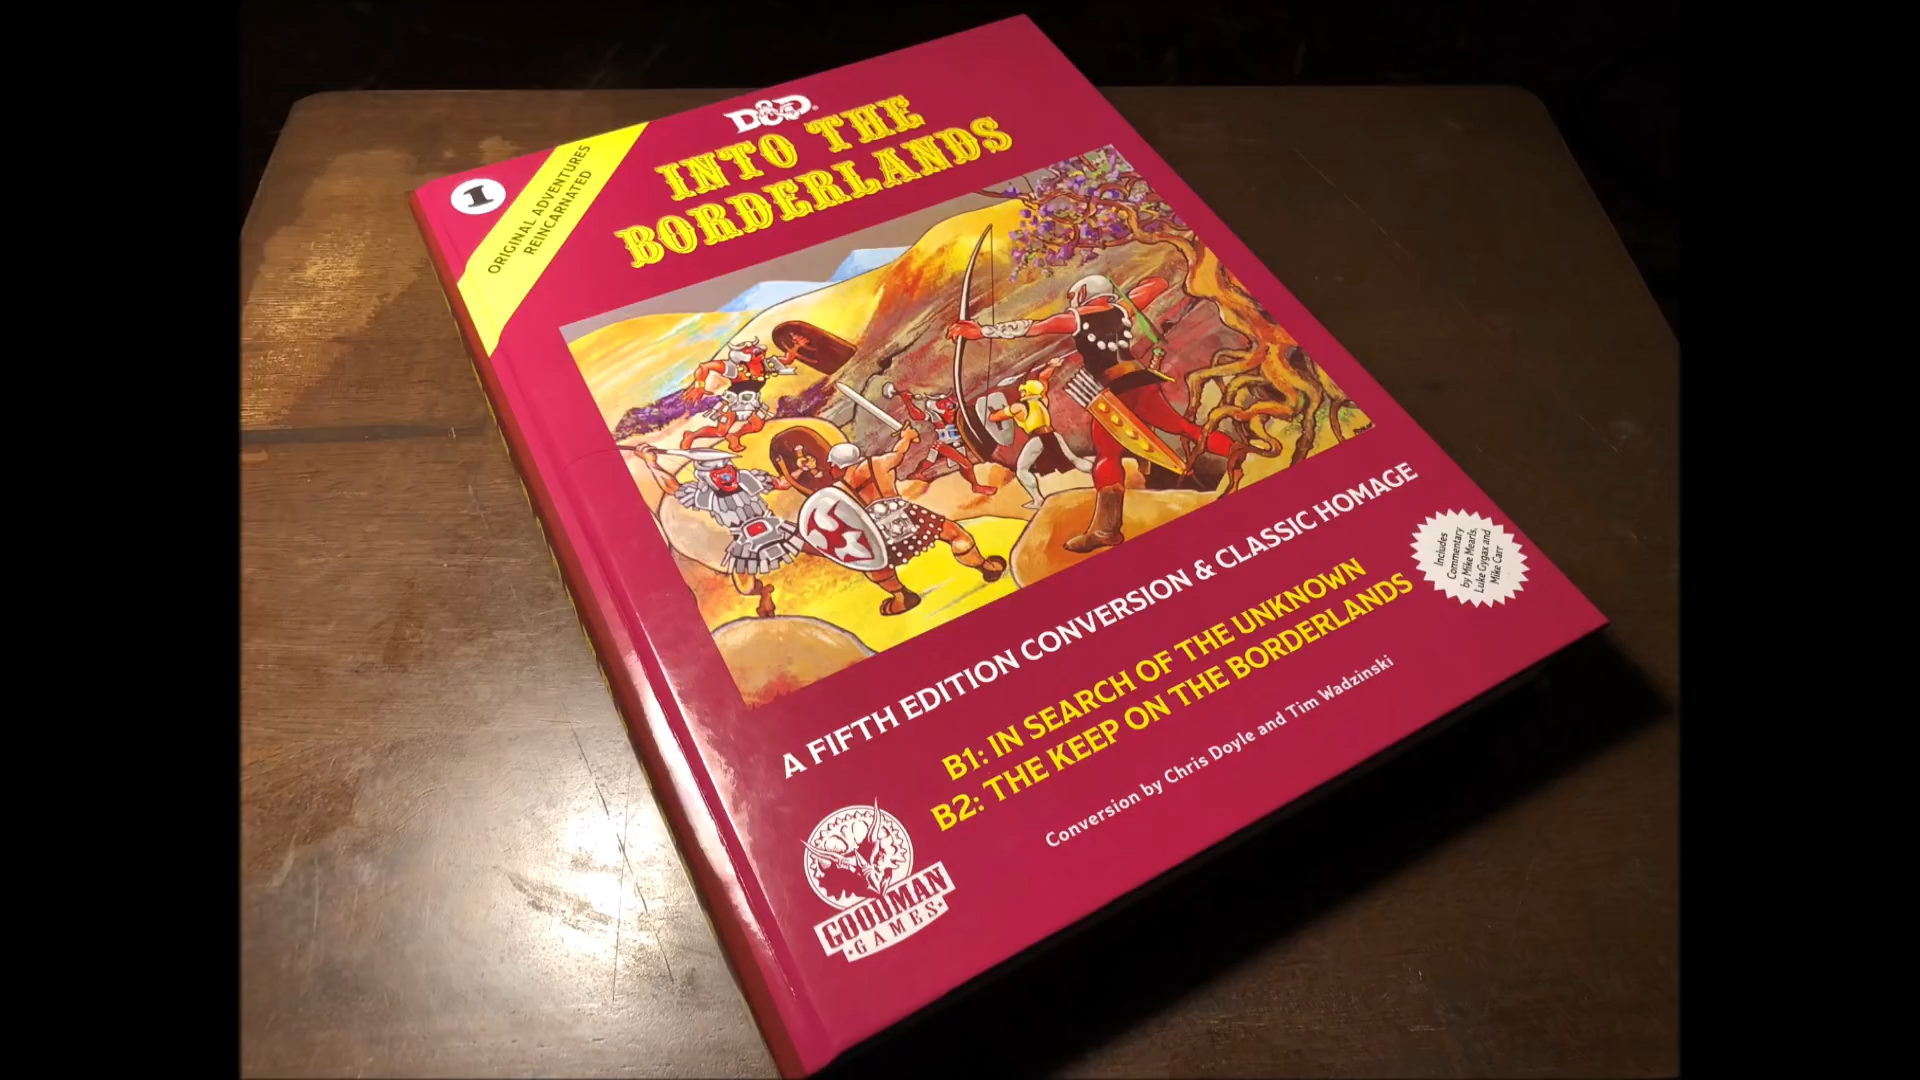 D&D
INTO THE
BORDERLANDS
1
ORIGINAL ADVENTURES
REINCARNATED
A FIFTH EDITION CONVERSION & CLASSIC HOMAGE
Includes
Commentary
by Mike Mearls,
Luke Gygax and
Mike Carr
B1: IN SEARCH OF THE UNKNOWN
B2: THE KEEP ON THE BORDERLANDS
Conversion by Chris Doyle and Tim Wadzinski
GOODMAN
·GAMES·